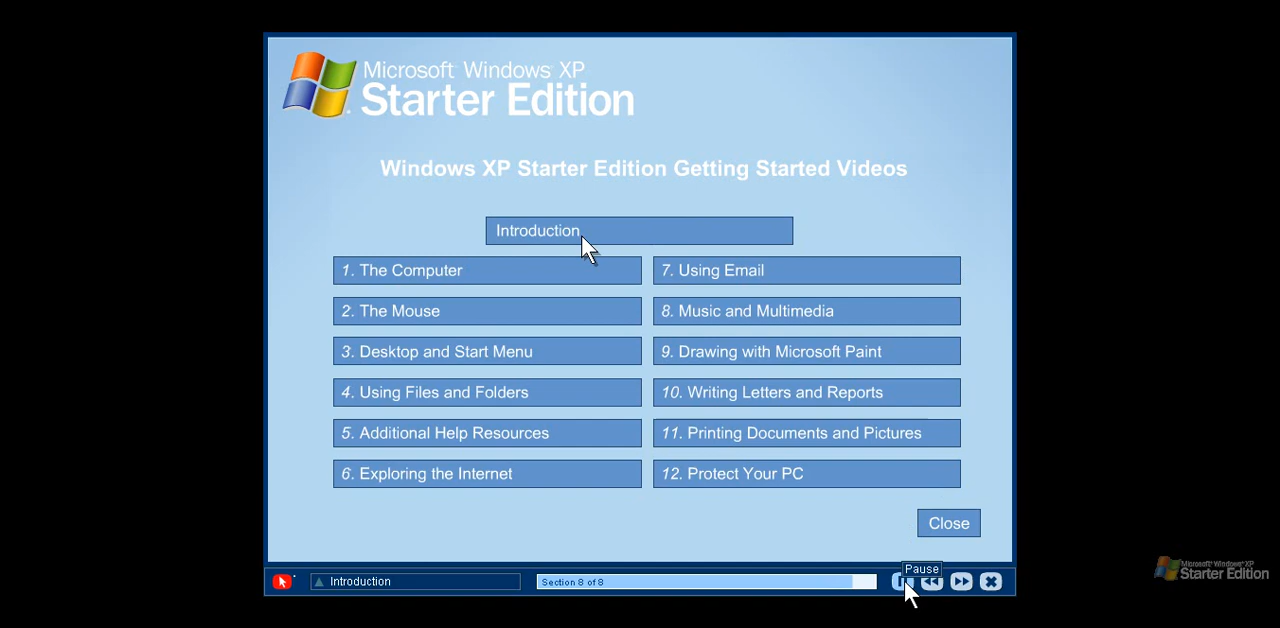 Microsoft Windows XP
Starter Edition
Windows XP Starter Edition Getting Started Videos
Introduction
1. The Computer
2. The Mouse
3. Desktop and Start Menu
4. Using Files and Folders
5. Additional Help Resources
6. Exploring the Internet
7. Using Email
8. Music and Multimedia
9. Drawing with Microsoft Paint
10. Writing Letters and Reports
11. Printing Documents and Pictures
12. Protect Your PC
Close
Introduction
Section 8 of 8
Pause
Microsoft Windows XP
Starter Edition